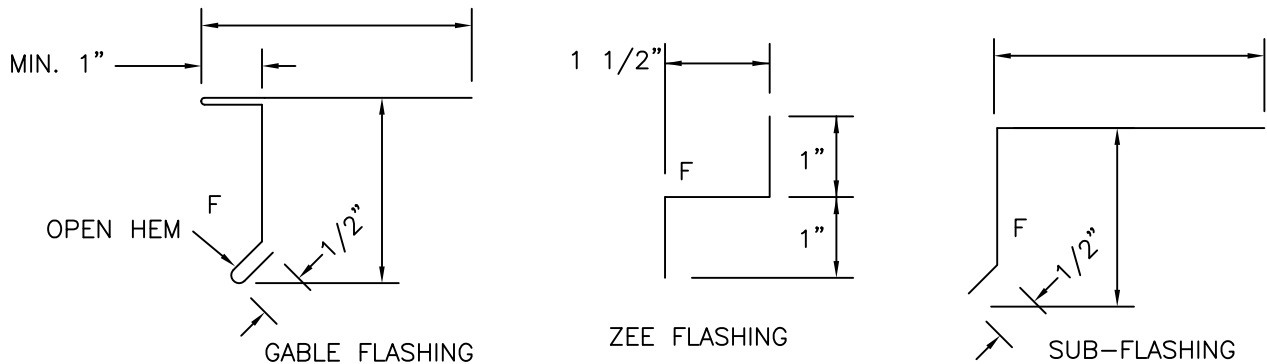 MIN. 1”
F
OPEN HEM
1/2”
GABLE FLASHING
1 1/2”
F
1”
1”
ZEE FLASHING
F
1/2”
SUB-FLASHING